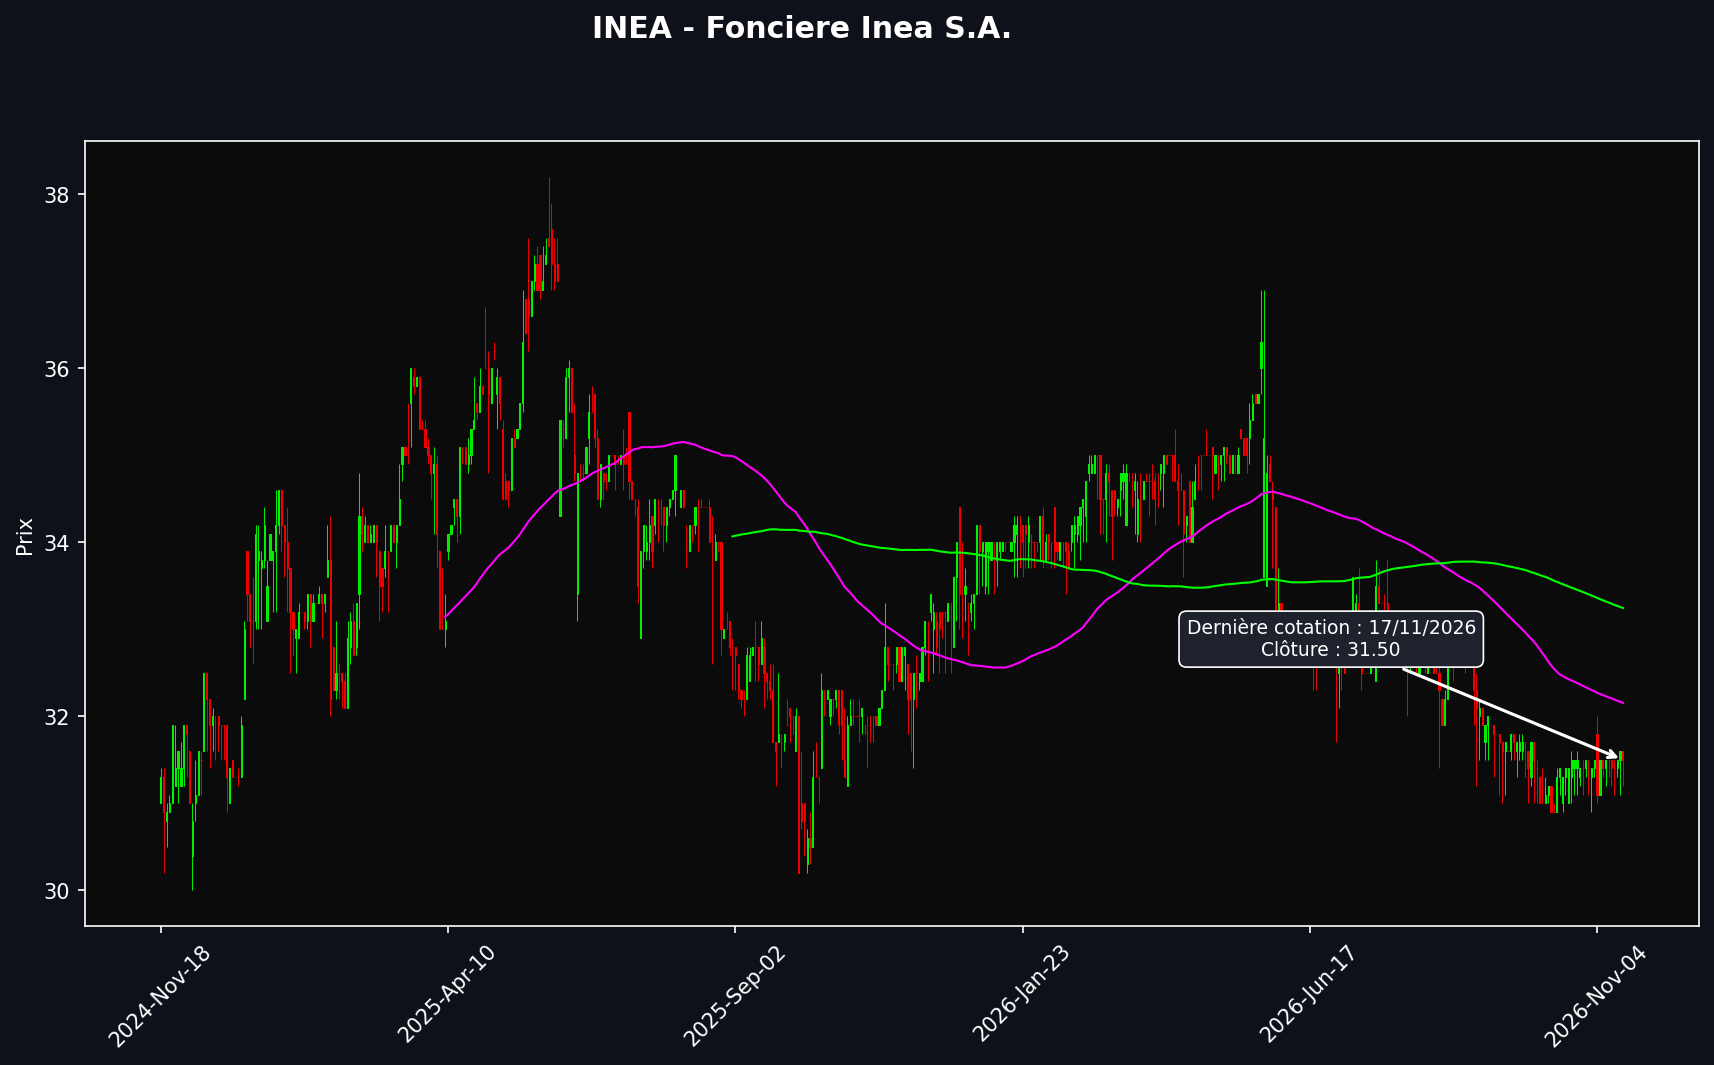 INEA - Fonciere Inea S.A.
Prix
38
36
34
32
30
Dernière cotation : 17/11/2026
Clôture : 31.50
2024-Nov-18
2025-Apr-10
2025-Sep-02
2026-Jan-23
2026-Jun-17
2026-Nov-04